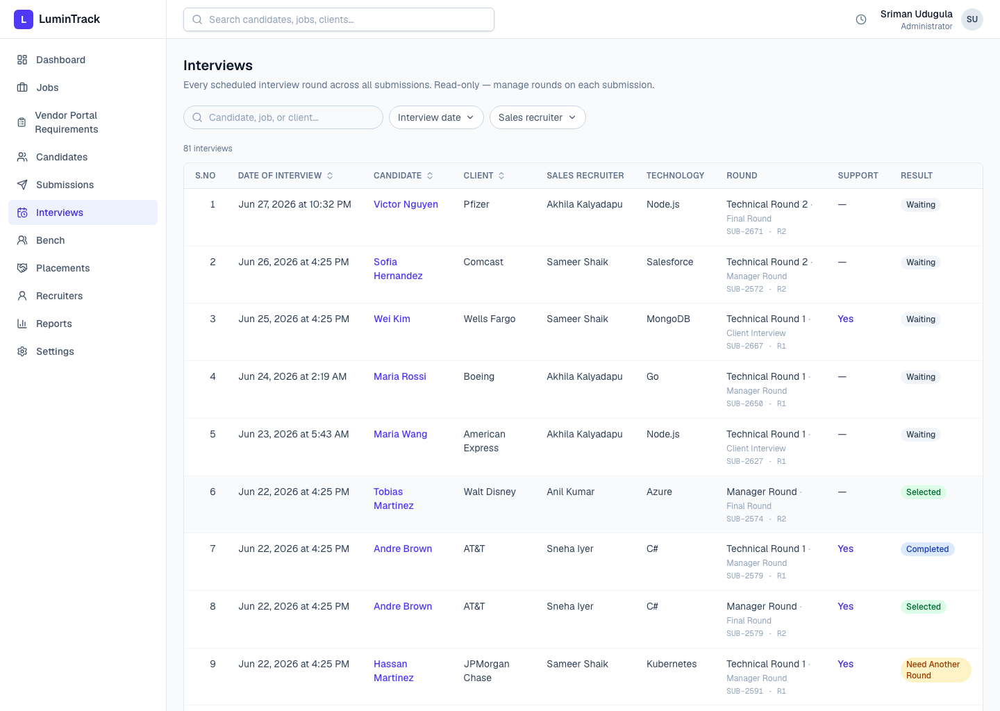 L LuminTrack
Search candidates, jobs, clients...
Sriman Udugula
Administrator
SU
Dashboard
Jobs
Vendor Portal
Requirements
Candidates
Submissions
Interviews
Bench
Placements
Recruiters
Reports
Settings
Interviews
Every scheduled interview round across all submissions. Read-only — manage rounds on each submission.
Candidate, job, or client...
Interview date
Sales recruiter
81 interviews
S.NO DATE OF INTERVIEW CANDIDATE CLIENT SALES RECRUITER TECHNOLOGY ROUND SUPPORT RESULT
1 Jun 27, 2026 at 10:32 PM Victor Nguyen Pfizer Akhila Kalyadapu Node.js Technical Round 2 · — Waiting
Final Round
SUB-2671 · R2
2 Jun 26, 2026 at 4:25 PM Sofia Comcast Sameer Shaik Salesforce Technical Round 2 · — Waiting
Hernandez Manager Round
SUB-2572 · R2
3 Jun 25, 2026 at 4:25 PM Wei Kim Wells Fargo Sameer Shaik MongoDB Technical Round 1 · Yes Waiting
Client Interview
SUB-2667 · R1
4 Jun 24, 2026 at 2:19 AM Maria Rossi Boeing Akhila Kalyadapu Go Technical Round 1 · — Waiting
Manager Round
SUB-2650 · R1
5 Jun 23, 2026 at 5:43 AM Maria Wang American Akhila Kalyadapu Node.js Technical Round 1 · — Waiting
Express Client Interview
SUB-2627 · R1
6 Jun 22, 2026 at 4:25 PM Tobias Walt Disney Anil Kumar Azure Manager Round · — Selected
Martinez Final Round
SUB-2574 · R2
7 Jun 22, 2026 at 4:25 PM Andre Brown AT&T Sneha Iyer C# Technical Round 1 · Yes Completed
Manager Round
SUB-2579 · R1
8 Jun 22, 2026 at 4:25 PM Andre Brown AT&T Sneha Iyer C# Manager Round · Yes Selected
Final Round
SUB-2579 · R2
9 Jun 22, 2026 at 4:25 PM Hassan JPMorgan Sameer Shaik Kubernetes Technical Round 1 · Yes Need Another
Martinez Chase Manager Round Round
SUB-2591 · R1